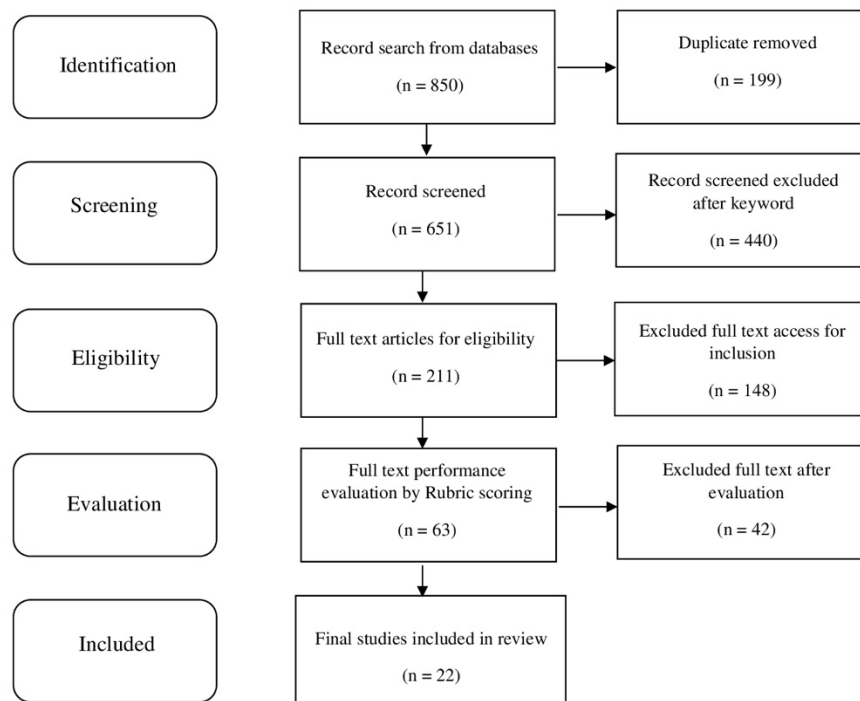 Identification
Record search from databases
(n = 850)
Duplicate removed
(n = 199)
Screening
Record screened
(n = 651)
Record screened excluded
after keyword
(n = 440)
Eligibility
Full text articles for eligibility
(n = 211)
Excluded full text access for
inclusion
(n = 148)
Evaluation
Full text performance
evaluation by Rubric scoring
(n = 63)
Excluded full text after
evaluation
(n = 42)
Included
Final studies included in review
(n = 22)